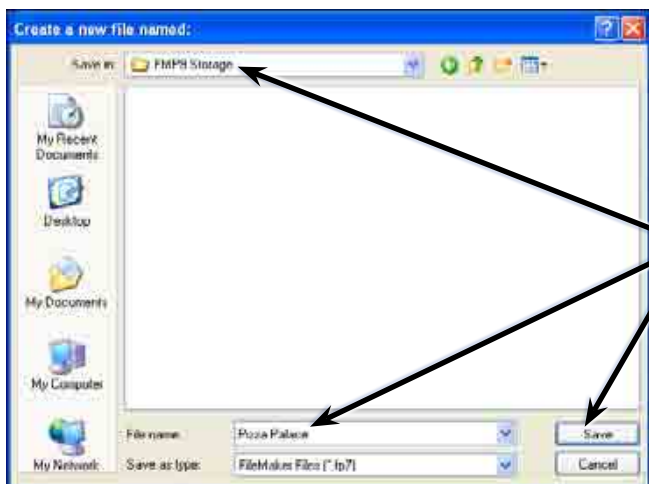 Create a new file named:
Save in: FMP8 Storage
My Recent
Documents
Desktop
My Documents
My Computer
My Network
File name: Pizza Palace
Save
Save as type: FileMaker Files (*.fp7)
Cancel